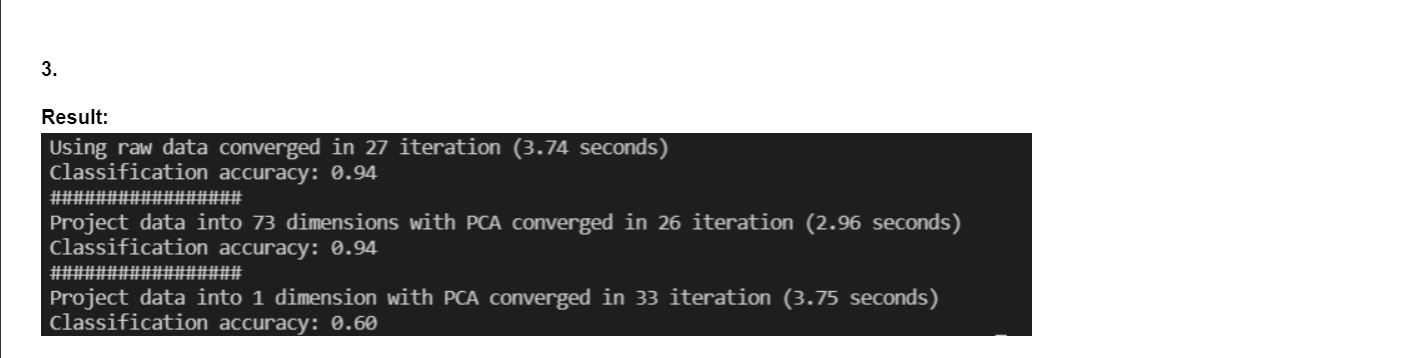 3.
Result:
Using raw data converged in 27 iteration (3.74 seconds)
Classification accuracy: 0.94
#################
Project data into 73 dimensions with PCA converged in 26 iteration (2.96 seconds)
Classification accuracy: 0.94
#################
Project data into 1 dimension with PCA converged in 33 iteration (3.75 seconds)
Classification accuracy: 0.60